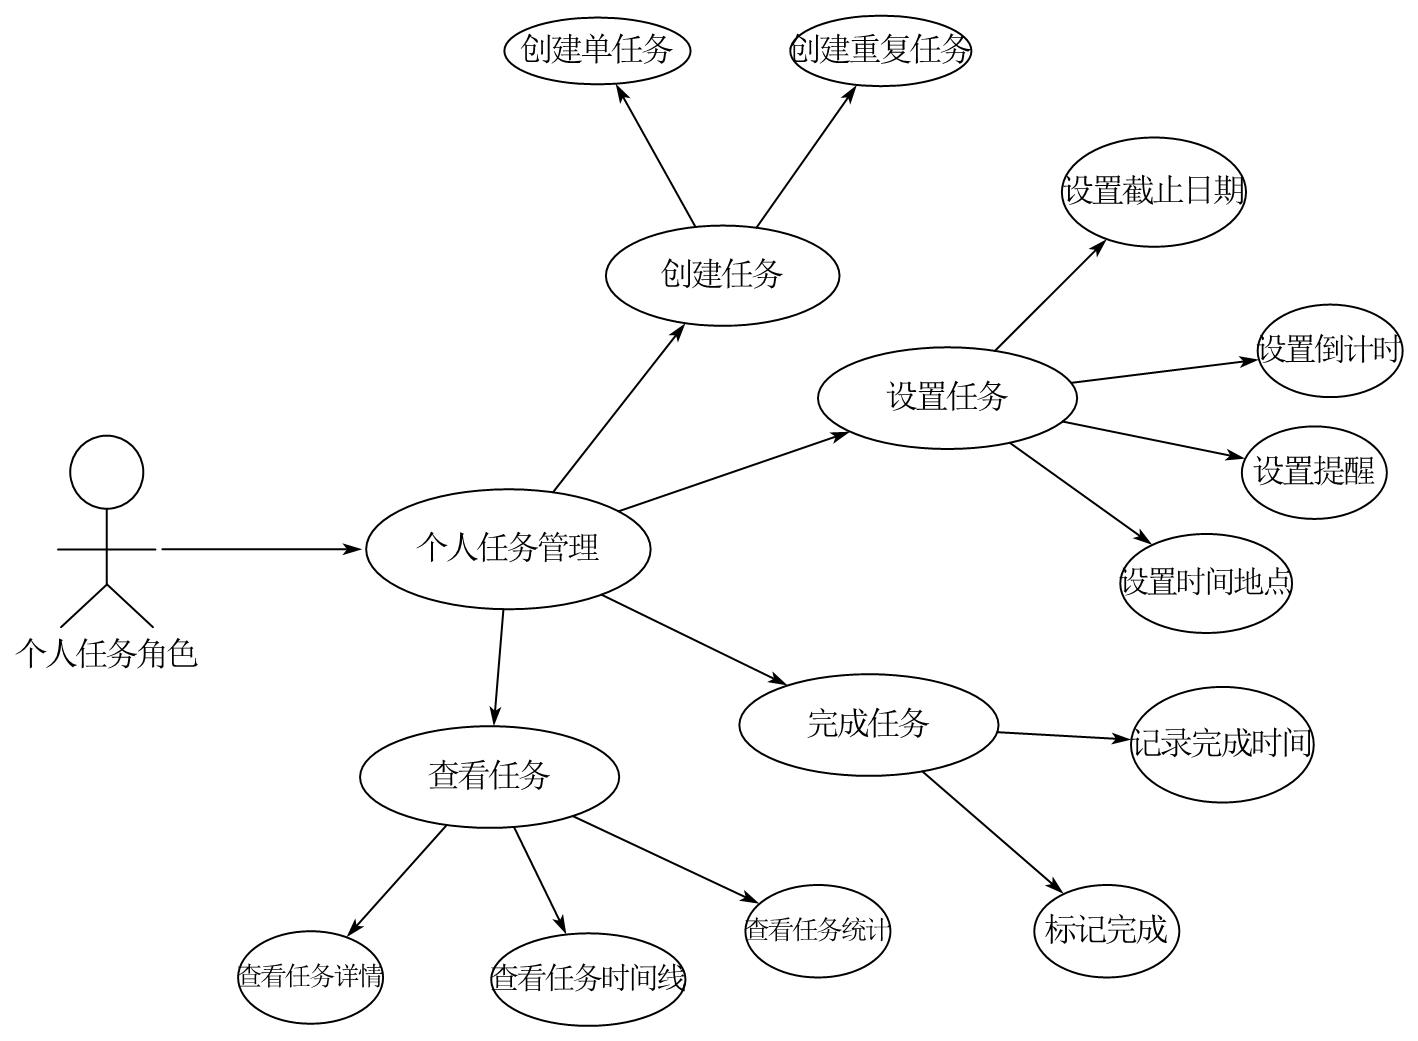 创建单任务
创建重复任务
设置截止日期
创建任务
设置倒计时
设置任务
设置提醒
个人任务管理
设置时间地点
个人任务角色
完成任务
记录完成时间
查看任务
查看任务统计
标记完成
查看任务详情
查看任务时间线